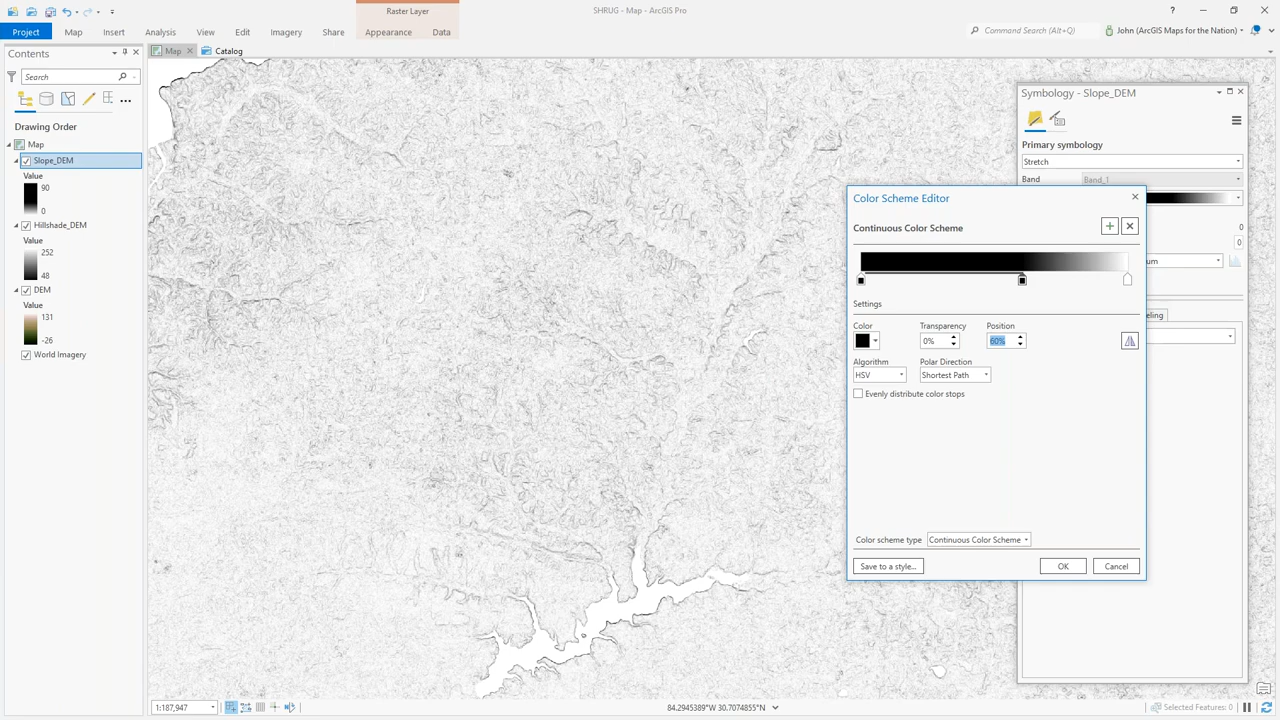 Raster Layer
SHRUG - Map - ArcGIS Pro
?
Project
Map
Insert
Analysis
View
Edit
Imagery
Share
Appearance
Data
Command Search (Alt+Q)
John (ArcGIS Maps for the Nation)
Contents
Map
Catalog
Search
Drawing Order
Map
Slope_DEM
Value
90
0
Hillshade_DEM
Value
252
48
DEM
Value
131
-26
World Imagery
Symbology - Slope_DEM
Primary symbology
Stretch
Band
Band_1
0
0
Color Scheme Editor
Continuous Color Scheme
Settings
Color
Transparency
Position
0%
60%
Algorithm
Polar Direction
HSV
Shortest Path
Evenly distribute color stops
Color scheme type
Continuous Color Scheme
Save to a style...
OK
Cancel
1:187,947
84.2945389°W 30.7074855°N
Selected Features: 0